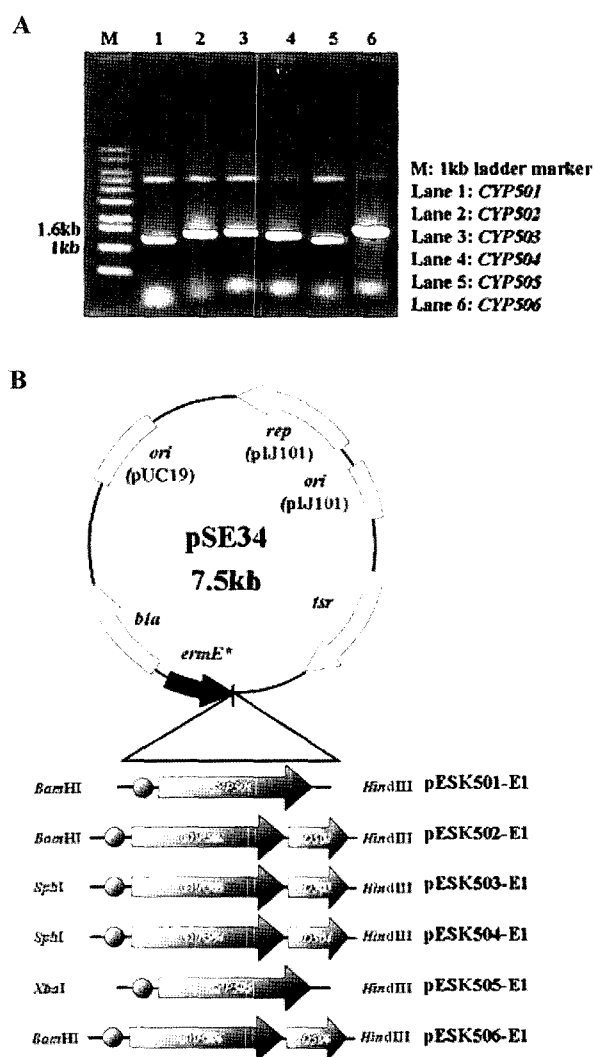 A
M 1 2 3 4 5 6
1.6kb
1kb
M: 1kb ladder marker
Lane 1: CYP501
Lane 2: CYP502
Lane 3: CYP503
Lane 4: CYP504
Lane 5: CYP505
Lane 6: CYP506
B
rep
(pIJ101)
ori
(pUC19)
ori
(pIJ101)
pSE34
7.5kb
tsr
bla
ermE*
BamHI HindIII pESK501-E1
BamHI HindIII pESK502-E1
SphI HindIII pESK503-E1
SphI HindIII pESK504-E1
XbaI HindIII pESK505-E1
BamHI HindIII pESK506-E1